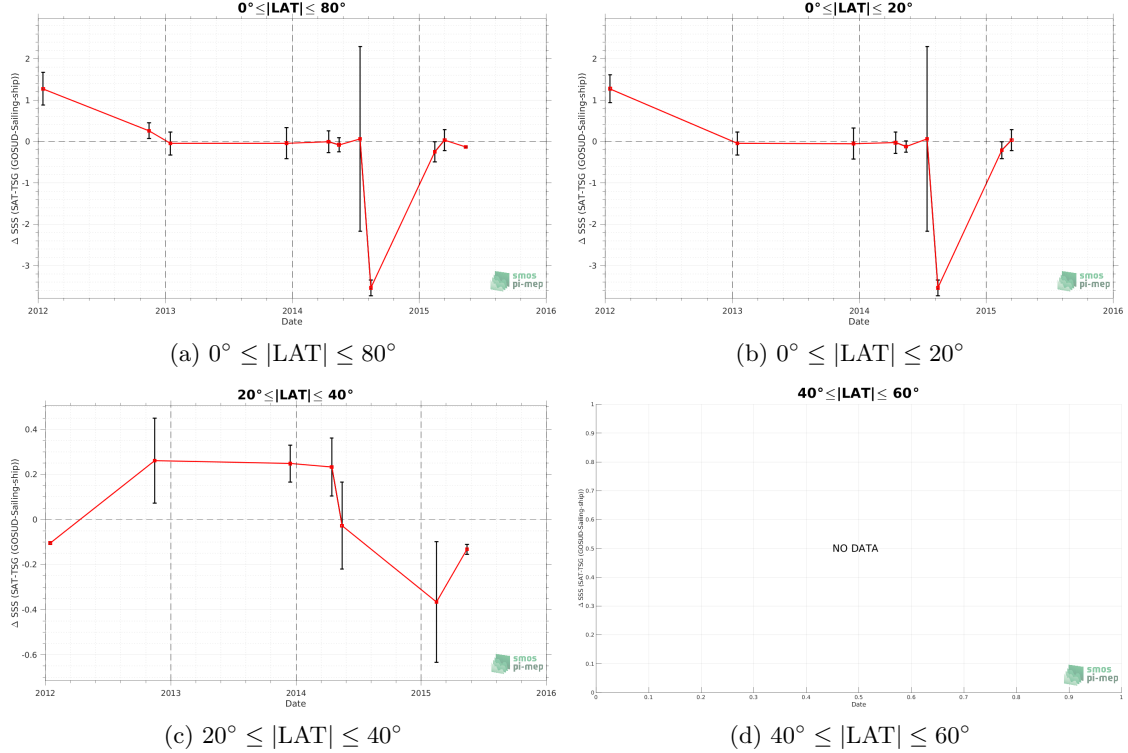 0°≤|LAT|≤ 80°
Δ SSS (SAT-TSG (GOSUD-Sailing-ship))
2
1
0
-1
-2
-3
2012
2013
2014
2015
2016
Date
smos
pi-mep
(a) 0° ≤ |LAT| ≤ 80°
0°≤|LAT|≤ 20°
Δ SSS (SAT-TSG (GOSUD-Sailing-ship))
2
1
0
-1
-2
-3
2012
2013
2014
2015
2016
Date
smos
pi-mep
(b) 0° ≤ |LAT| ≤ 20°
20°≤|LAT|≤ 40°
Δ SSS (SAT-TSG (GOSUD-Sailing-ship))
0.4
0.2
0
-0.2
-0.4
-0.6
2012
2013
2014
2015
2016
Date
smos
pi-mep
(c) 20° ≤ |LAT| ≤ 40°
40°≤|LAT|≤ 60°
Δ SSS (SAT-TSG (GOSUD-Sailing-ship))
1
0.9
0.8
0.7
0.6
0.5
0.4
0.3
0.2
0.1
0
NO DATA
0
0.1
0.2
0.3
0.4
0.5
0.6
0.7
0.8
0.9
1
Date
smos
pi-mep
(d) 40° ≤ |LAT| ≤ 60°